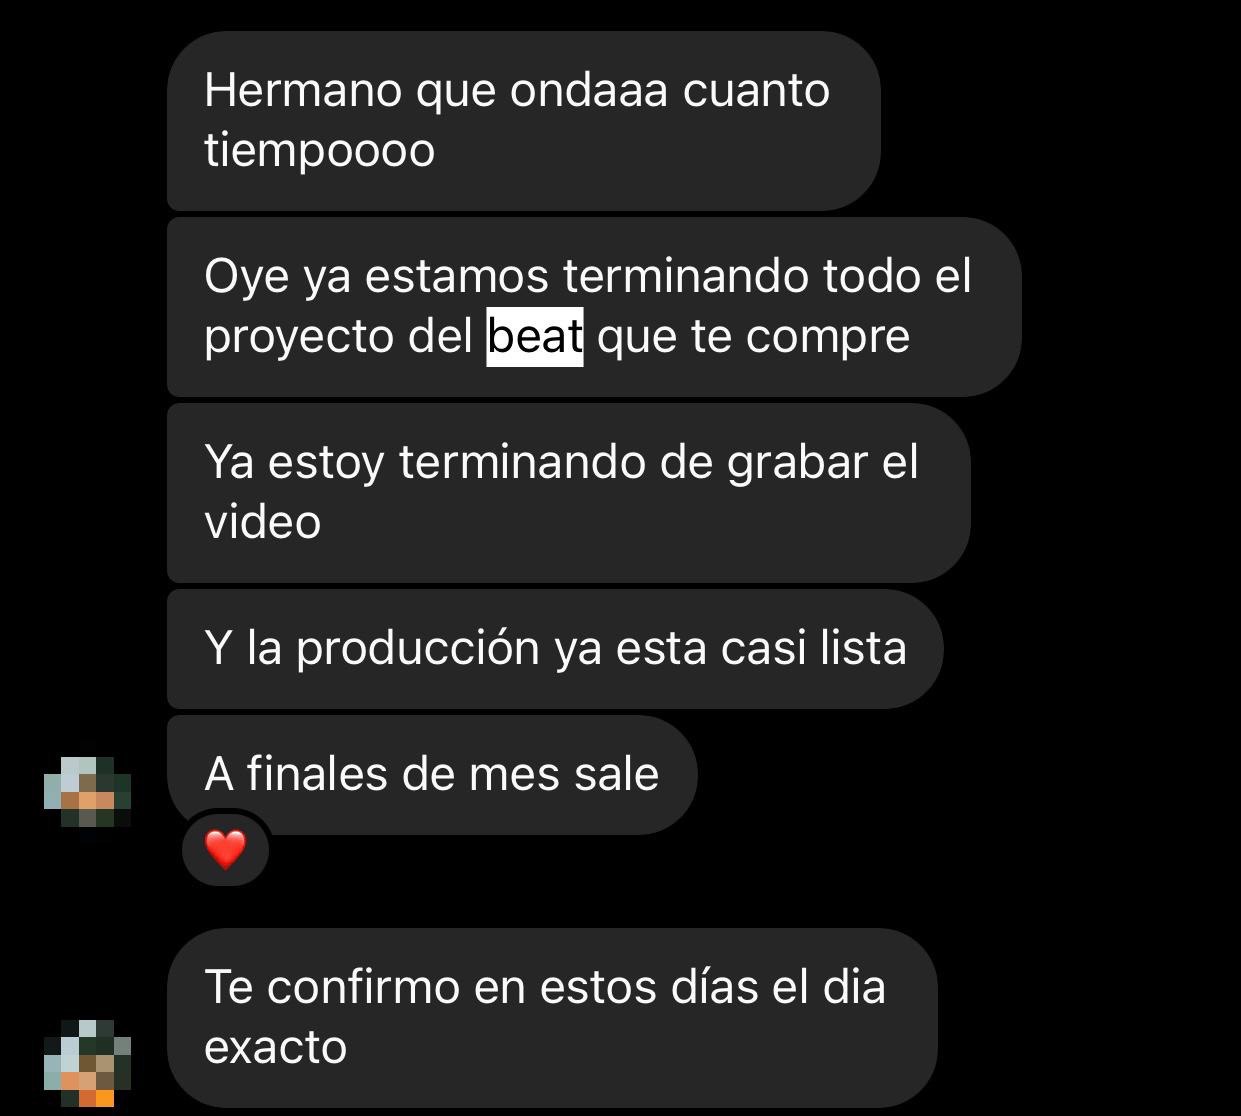 Hermano que ondaaa cuanto
tiempoooo
Oye ya estamos terminando todo el
proyecto del beat que te compre
Ya estoy terminando de grabar el
video
Y la producción ya esta casi lista
A finales de mes sale
Te confirmo en estos días el dia
exacto